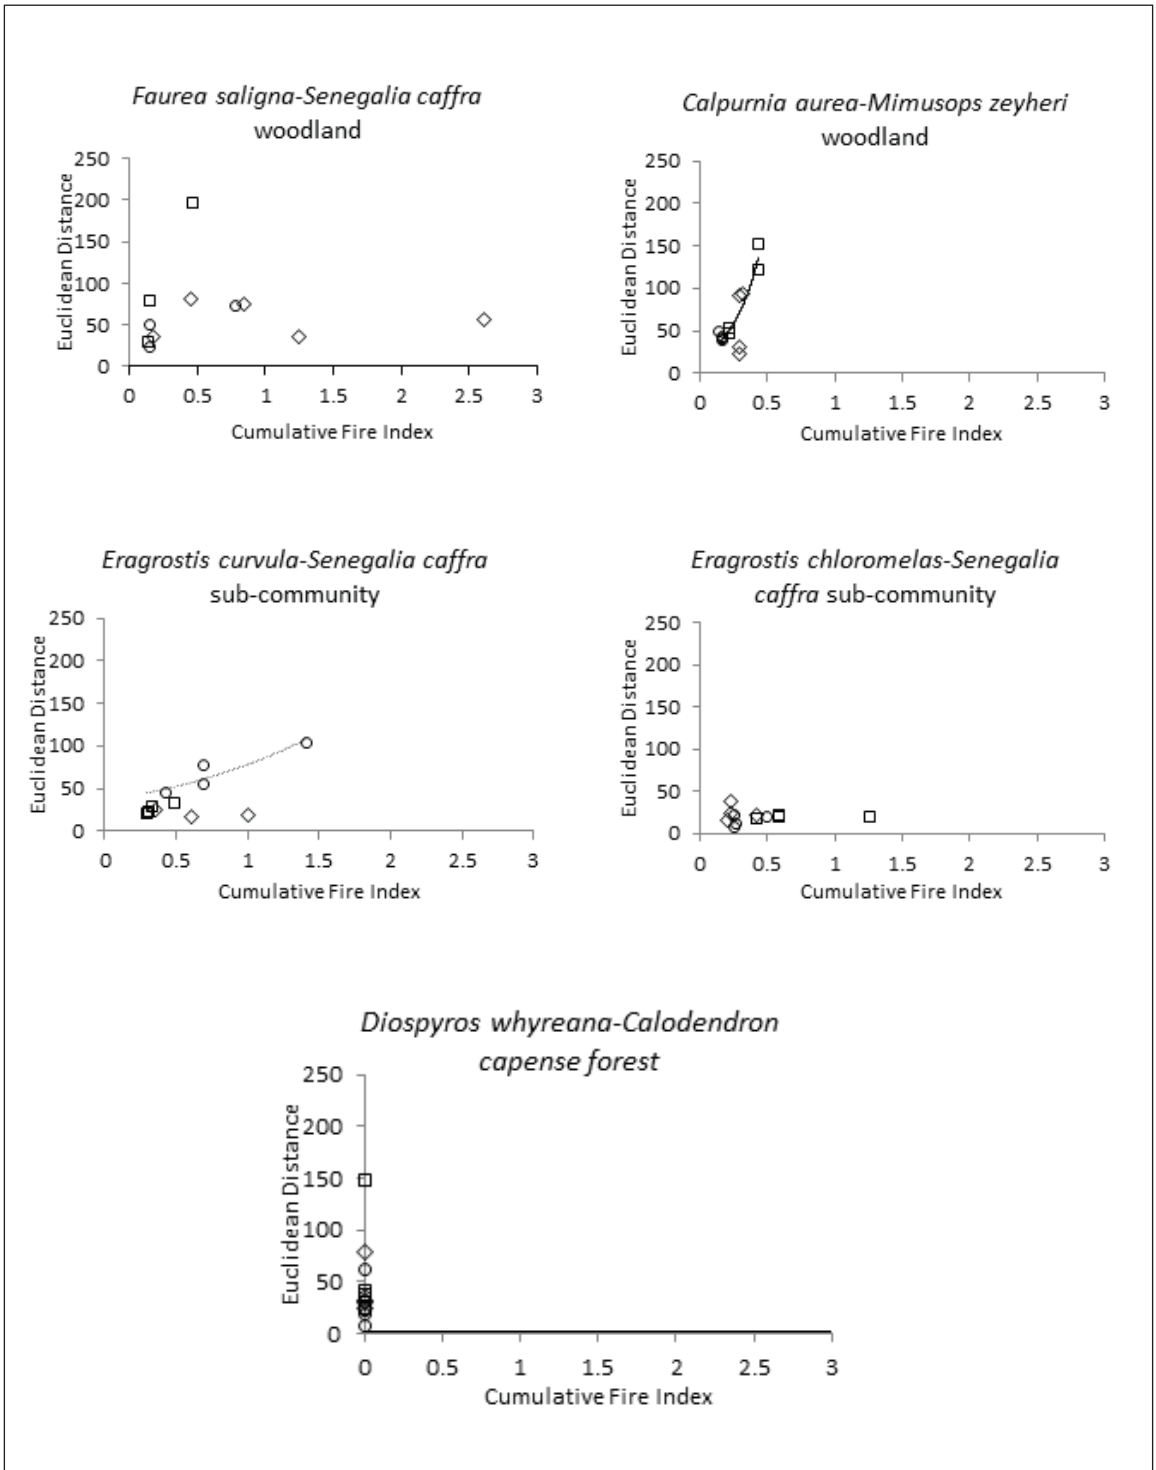 Faurea saligna-Senegalia caffra
woodland
250
200
150
100
50
0
Euclidean Distance
0 0.5 1 1.5 2 2.5 3
Cumulative Fire Index
Calpurnia aurea-Mimusops zeyheri
woodland
250
200
150
100
50
0
Euclidean Distance
0 0.5 1 1.5 2 2.5 3
Cumulative Fire Index
Eragrostis curvula-Senegalia caffra
sub-community
250
200
150
100
50
0
Euclidean Distance
0 0.5 1 1.5 2 2.5 3
Cumulative Fire Index
Eragrostis chloromelas-Senegalia
caffra sub-community
250
200
150
100
50
0
Euclidean Distance
0 0.5 1 1.5 2 2.5 3
Cumulative Fire Index
Diospyros whyreana-Calodendron
capense forest
250
200
150
100
50
0
Euclidean Distance
0 0.5 1 1.5 2 2.5 3
Cumulative Fire Index